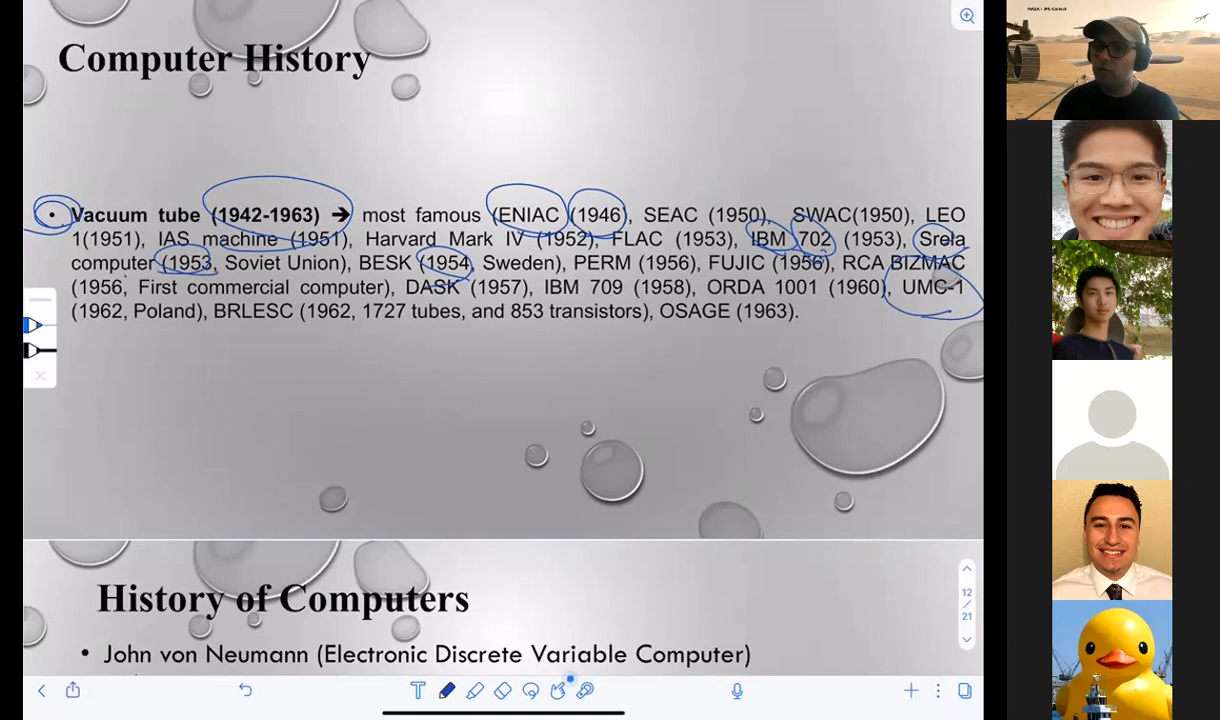 Computer History
• Vacuum tube (1942-1963) ➔ most famous (ENIAC (1946), SEAC (1950), SWAC(1950), LEO
1(1951), IAS machine (1951), Harvard Mark IV (1952), FLAC (1953), IBM 702 (1953), Srela
computer (1953, Soviet Union), BESK (1954, Sweden), PERM (1956), FUJIC (1956), RCA BIZMAC
(1956, First commercial computer), DASK (1957), IBM 709 (1958), ORDA 1001 (1960), UMC-1
(1962, Poland), BRLESC (1962, 1727 tubes, and 853 transistors), OSAGE (1963).
History of Computers
• John von Neumann (Electronic Discrete Variable Computer)
12
/
21
T